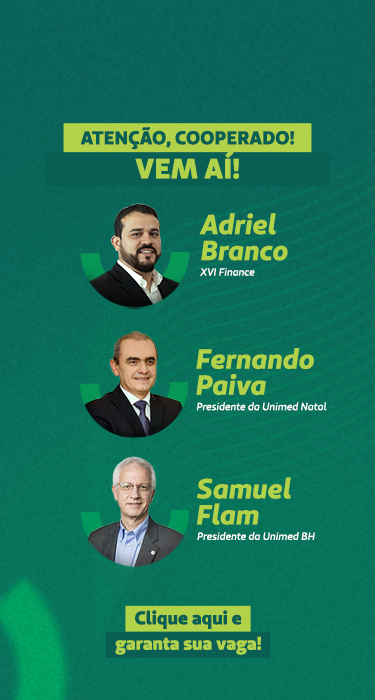 ATENÇÃO, COOPERADO!
VEM AÍ!
Adriel
Branco
XVI Finance
Fernando
Paiva
Presidente da Unimed Natal
Samuel
Flam
Presidente da Unimed BH
Clique aqui e
garanta sua vaga!